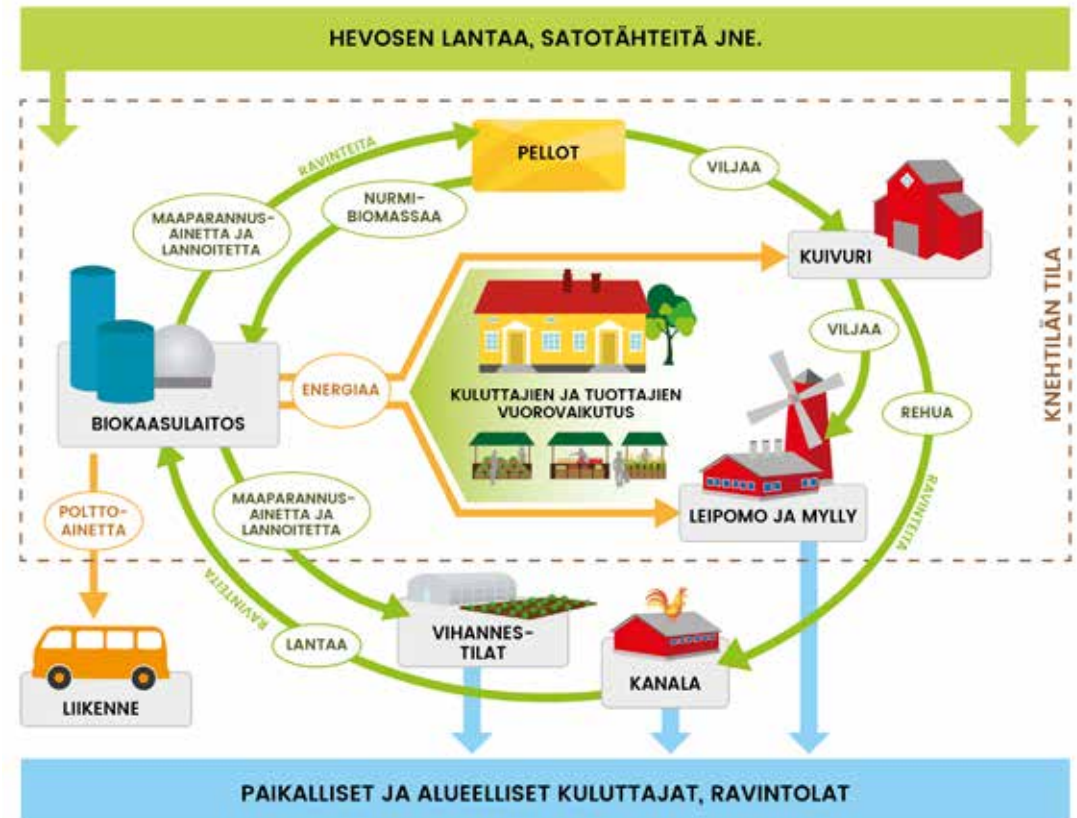 HEVOSEN LANTAA, SATOTÄHTEITÄ JNE.
RAVINTEITA
PELLOT
VILJAA
MAAPARANNUS-
AINETTA JA
LANNOITETTA
NURMI-
BIOMASSAA
KUIVURI
KNEHTILÄN TILA
VILJAA
ENERGIAA
KULUTTAJIEN JA TUOTTAJIEN
VUOROVAIKUTUS
REHUA
BIOKAASULAITOS
MAAPARANNUS-
AINETTA JA
LANNOITETTA
POLTTO-
AINETTA
LEIPOMO JA MYLLY
RAVINTEITA
RAVINTEITA
LANTAA
VIHANNES-
TILAT
KANALA
LIIKENNE
PAIKALLISET JA ALUEELLISET KULUTTAJAT, RAVINTOLAT